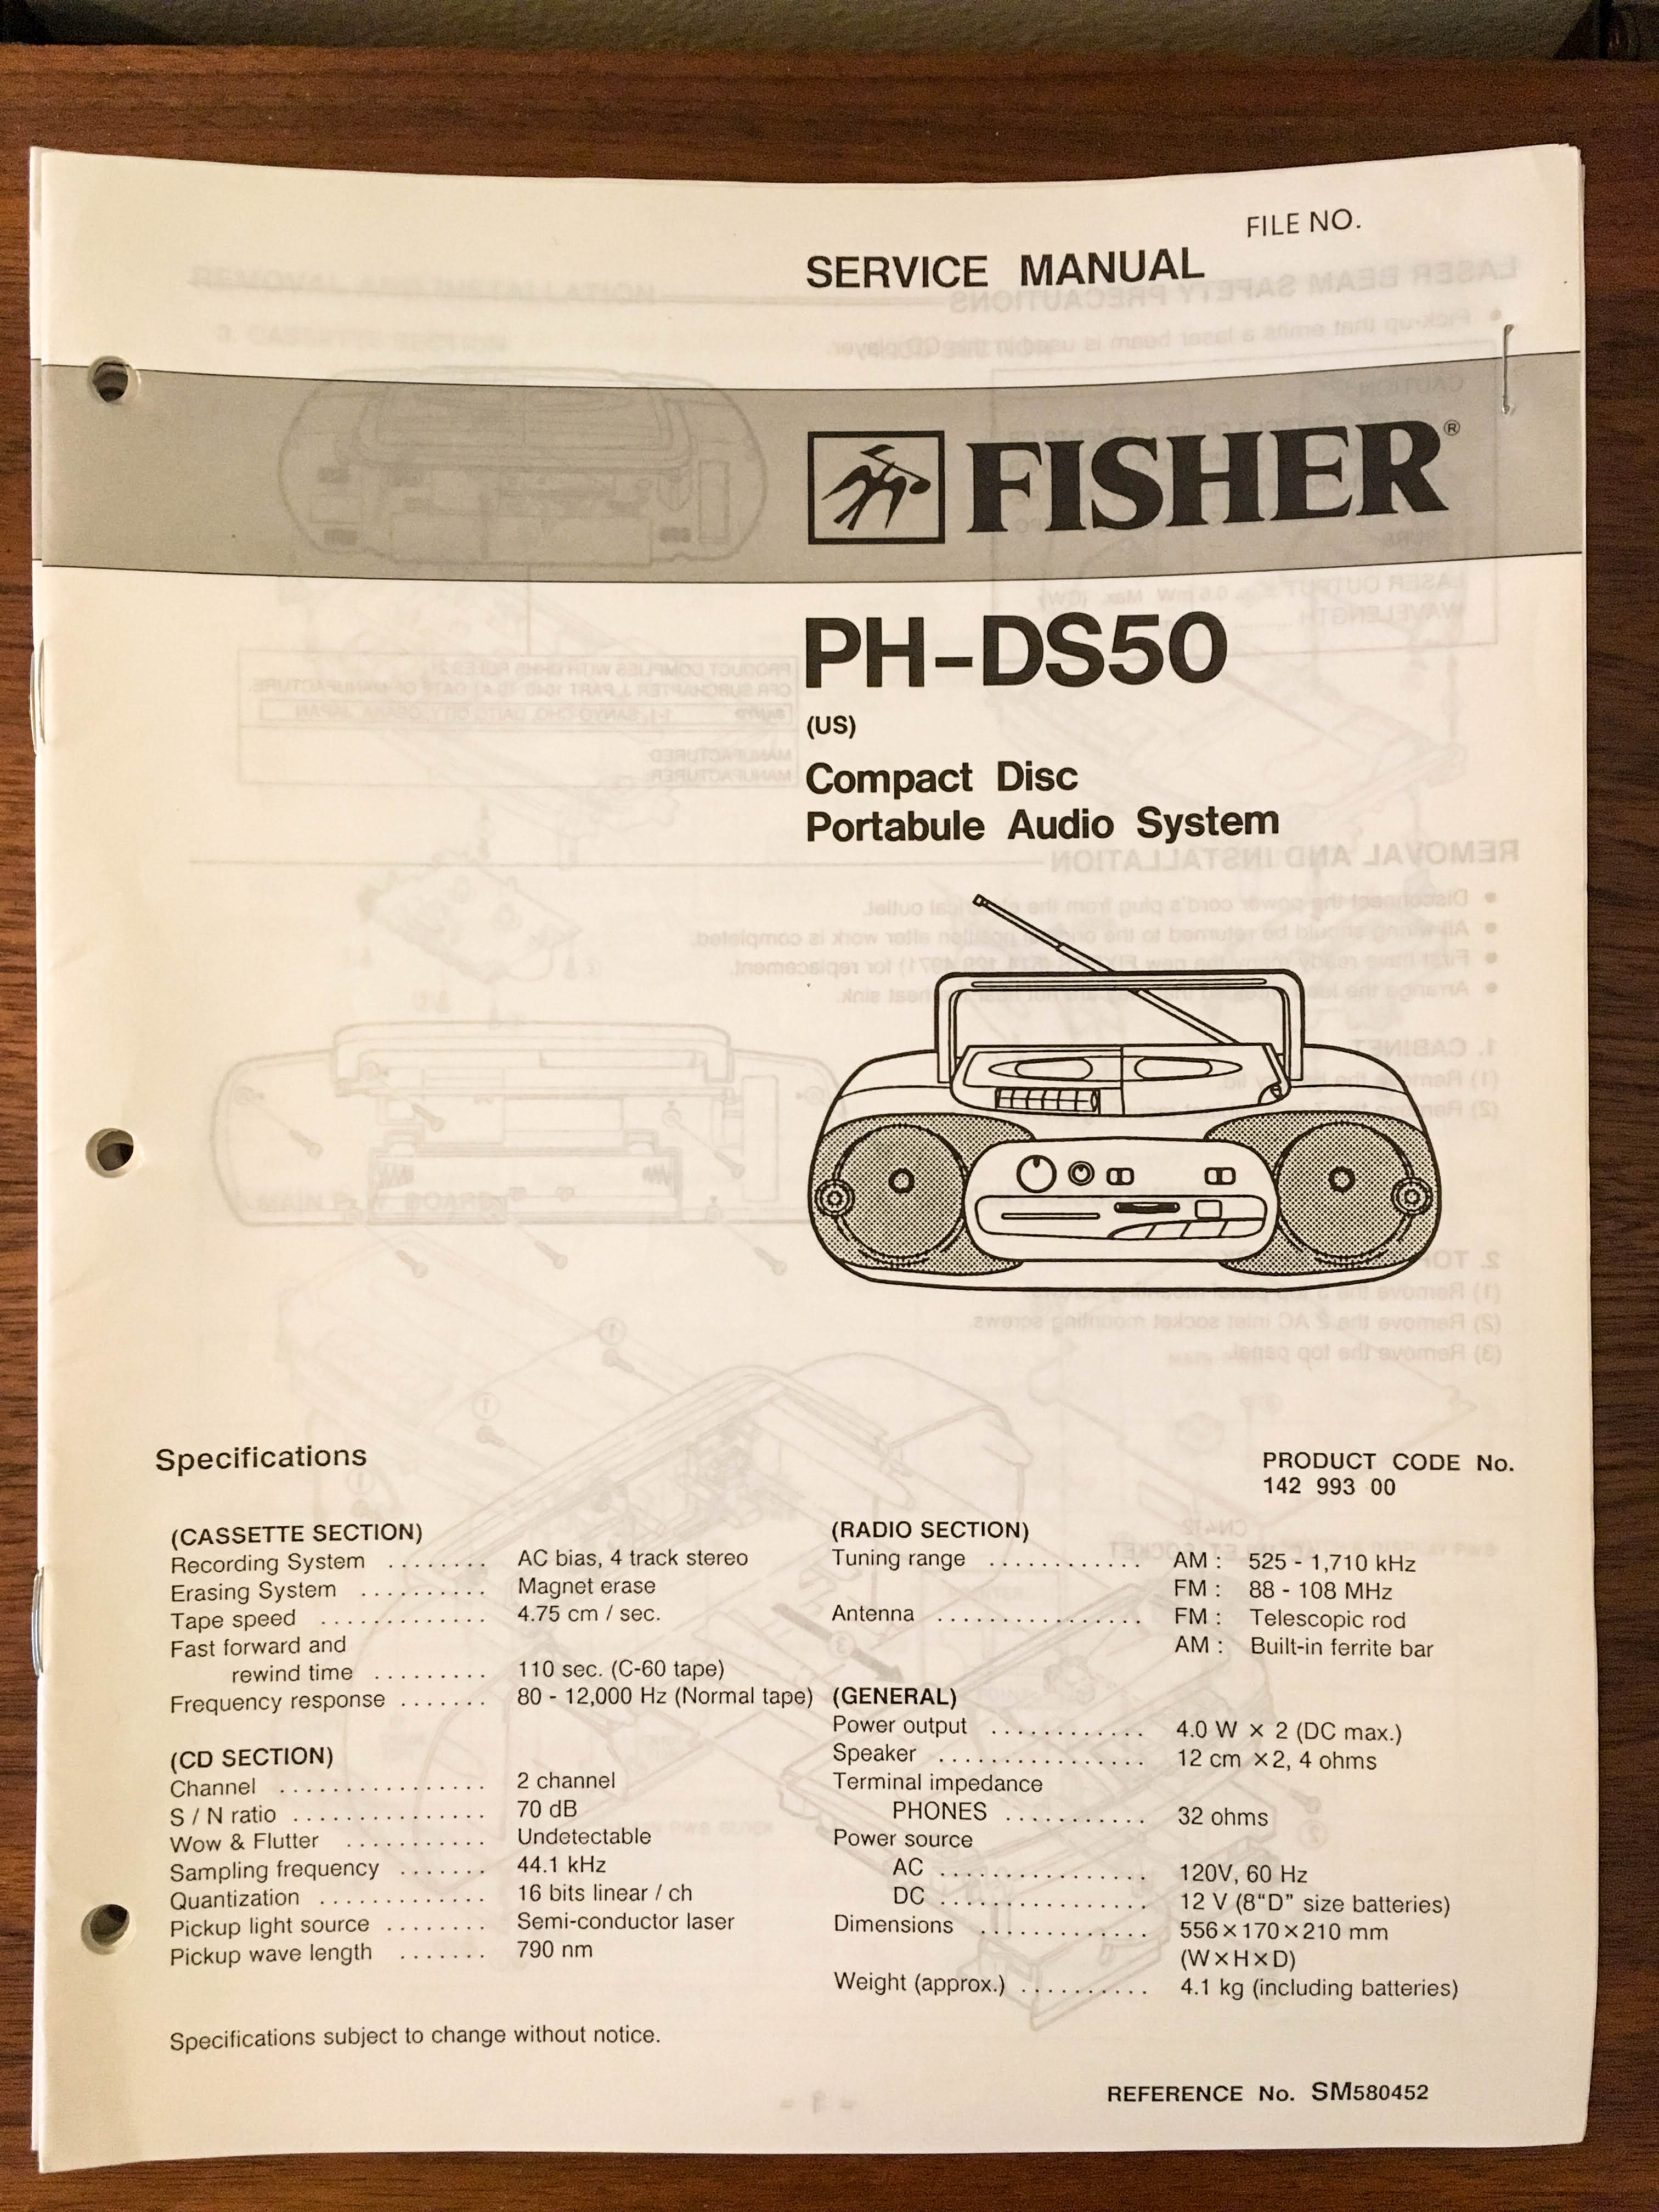 FILE NO.
SERVICE MANUAL
FISHER®
PH-DS50
(US)
Compact Disc
Portabule Audio System
Specifications
PRODUCT CODE No.
142 993 00
(CASSETTE SECTION)
Recording System ........ AC bias, 4 track stereo
Erasing System .......... Magnet erase
Tape speed ............. 4.75 cm / sec.
Fast forward and
rewind time ......... 110 sec. (C-60 tape)
Frequency response ....... 80 - 12,000 Hz (Normal tape)
(CD SECTION)
Channel ................ 2 channel
S / N ratio ............... 70 dB
Wow & Flutter ........... Undetectable
Sampling frequency ....... 44.1 kHz
Quantization ............. 16 bits linear / ch
Pickup light source ........ Semi-conductor laser
Pickup wave length ....... 790 nm
(RADIO SECTION)
Tuning range ............ AM : 525 - 1,710 kHz
FM : 88 - 108 MHz
Antenna ................ FM : Telescopic rod
AM : Built-in ferrite bar
(GENERAL)
Power output ............ 4.0 W × 2 (DC max.)
Speaker ................ 12 cm ×2, 4 ohms
Terminal impedance
PHONES ........... 32 ohms
Power source
AC ................ 120V, 60 Hz
DC ................ 12 V (8"D" size batteries)
Dimensions ............. 556×170×210 mm
(W×H×D)
Weight (approx.) .......... 4.1 kg (including batteries)
Specifications subject to change without notice.
REFERENCE No. SM580452